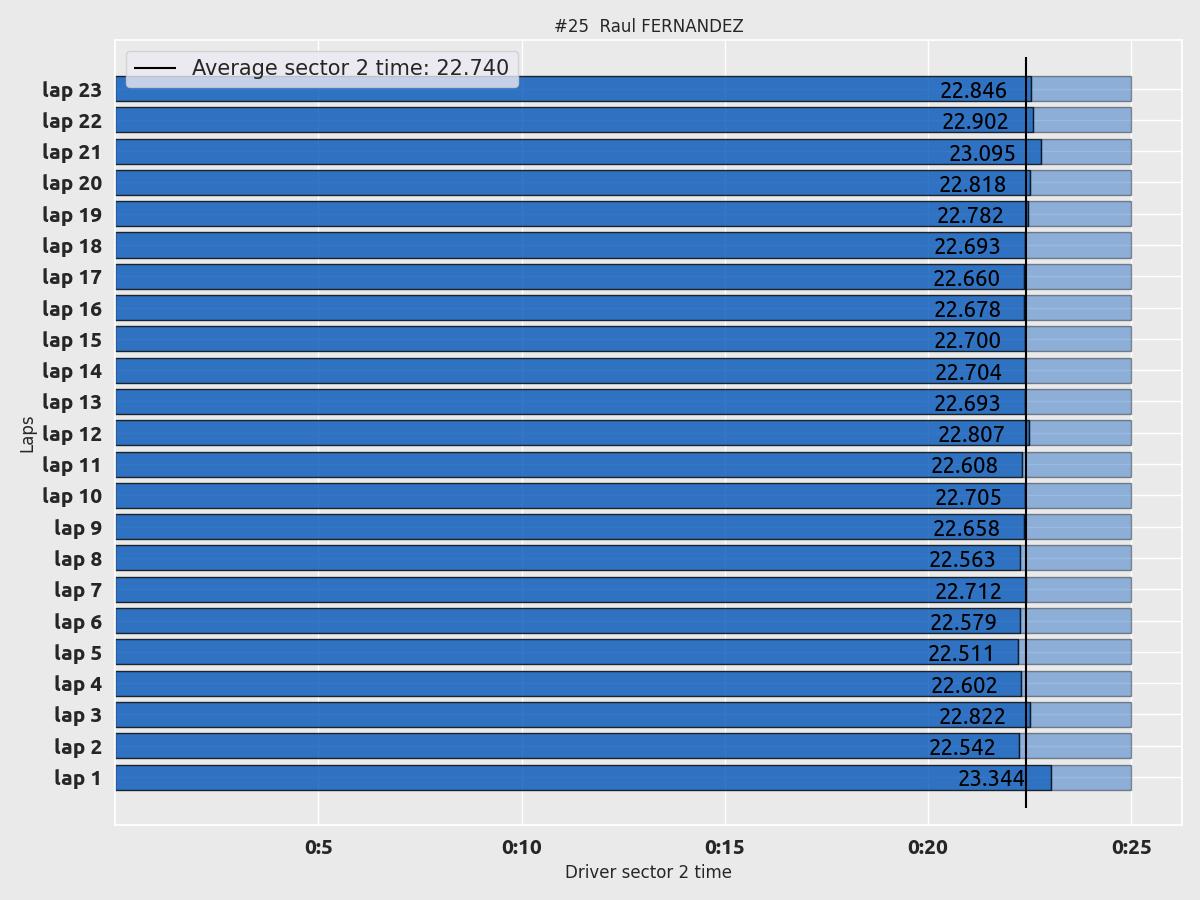 #25 Raul FERNANDEZ
Average sector 2 time: 22.740
lap 23 22.846
lap 22 22.902
lap 21 23.095
lap 20 22.818
lap 19 22.782
lap 18 22.693
lap 17 22.660
lap 16 22.678
lap 15 22.700
lap 14 22.704
lap 13 22.693
lap 12 22.807
lap 11 22.608
lap 10 22.705
lap 9 22.658
lap 8 22.563
lap 7 22.712
lap 6 22.579
lap 5 22.511
lap 4 22.602
lap 3 22.822
lap 2 22.542
lap 1 23.344
Laps
0:5 0:10 0:15 0:20 0:25
Driver sector 2 time